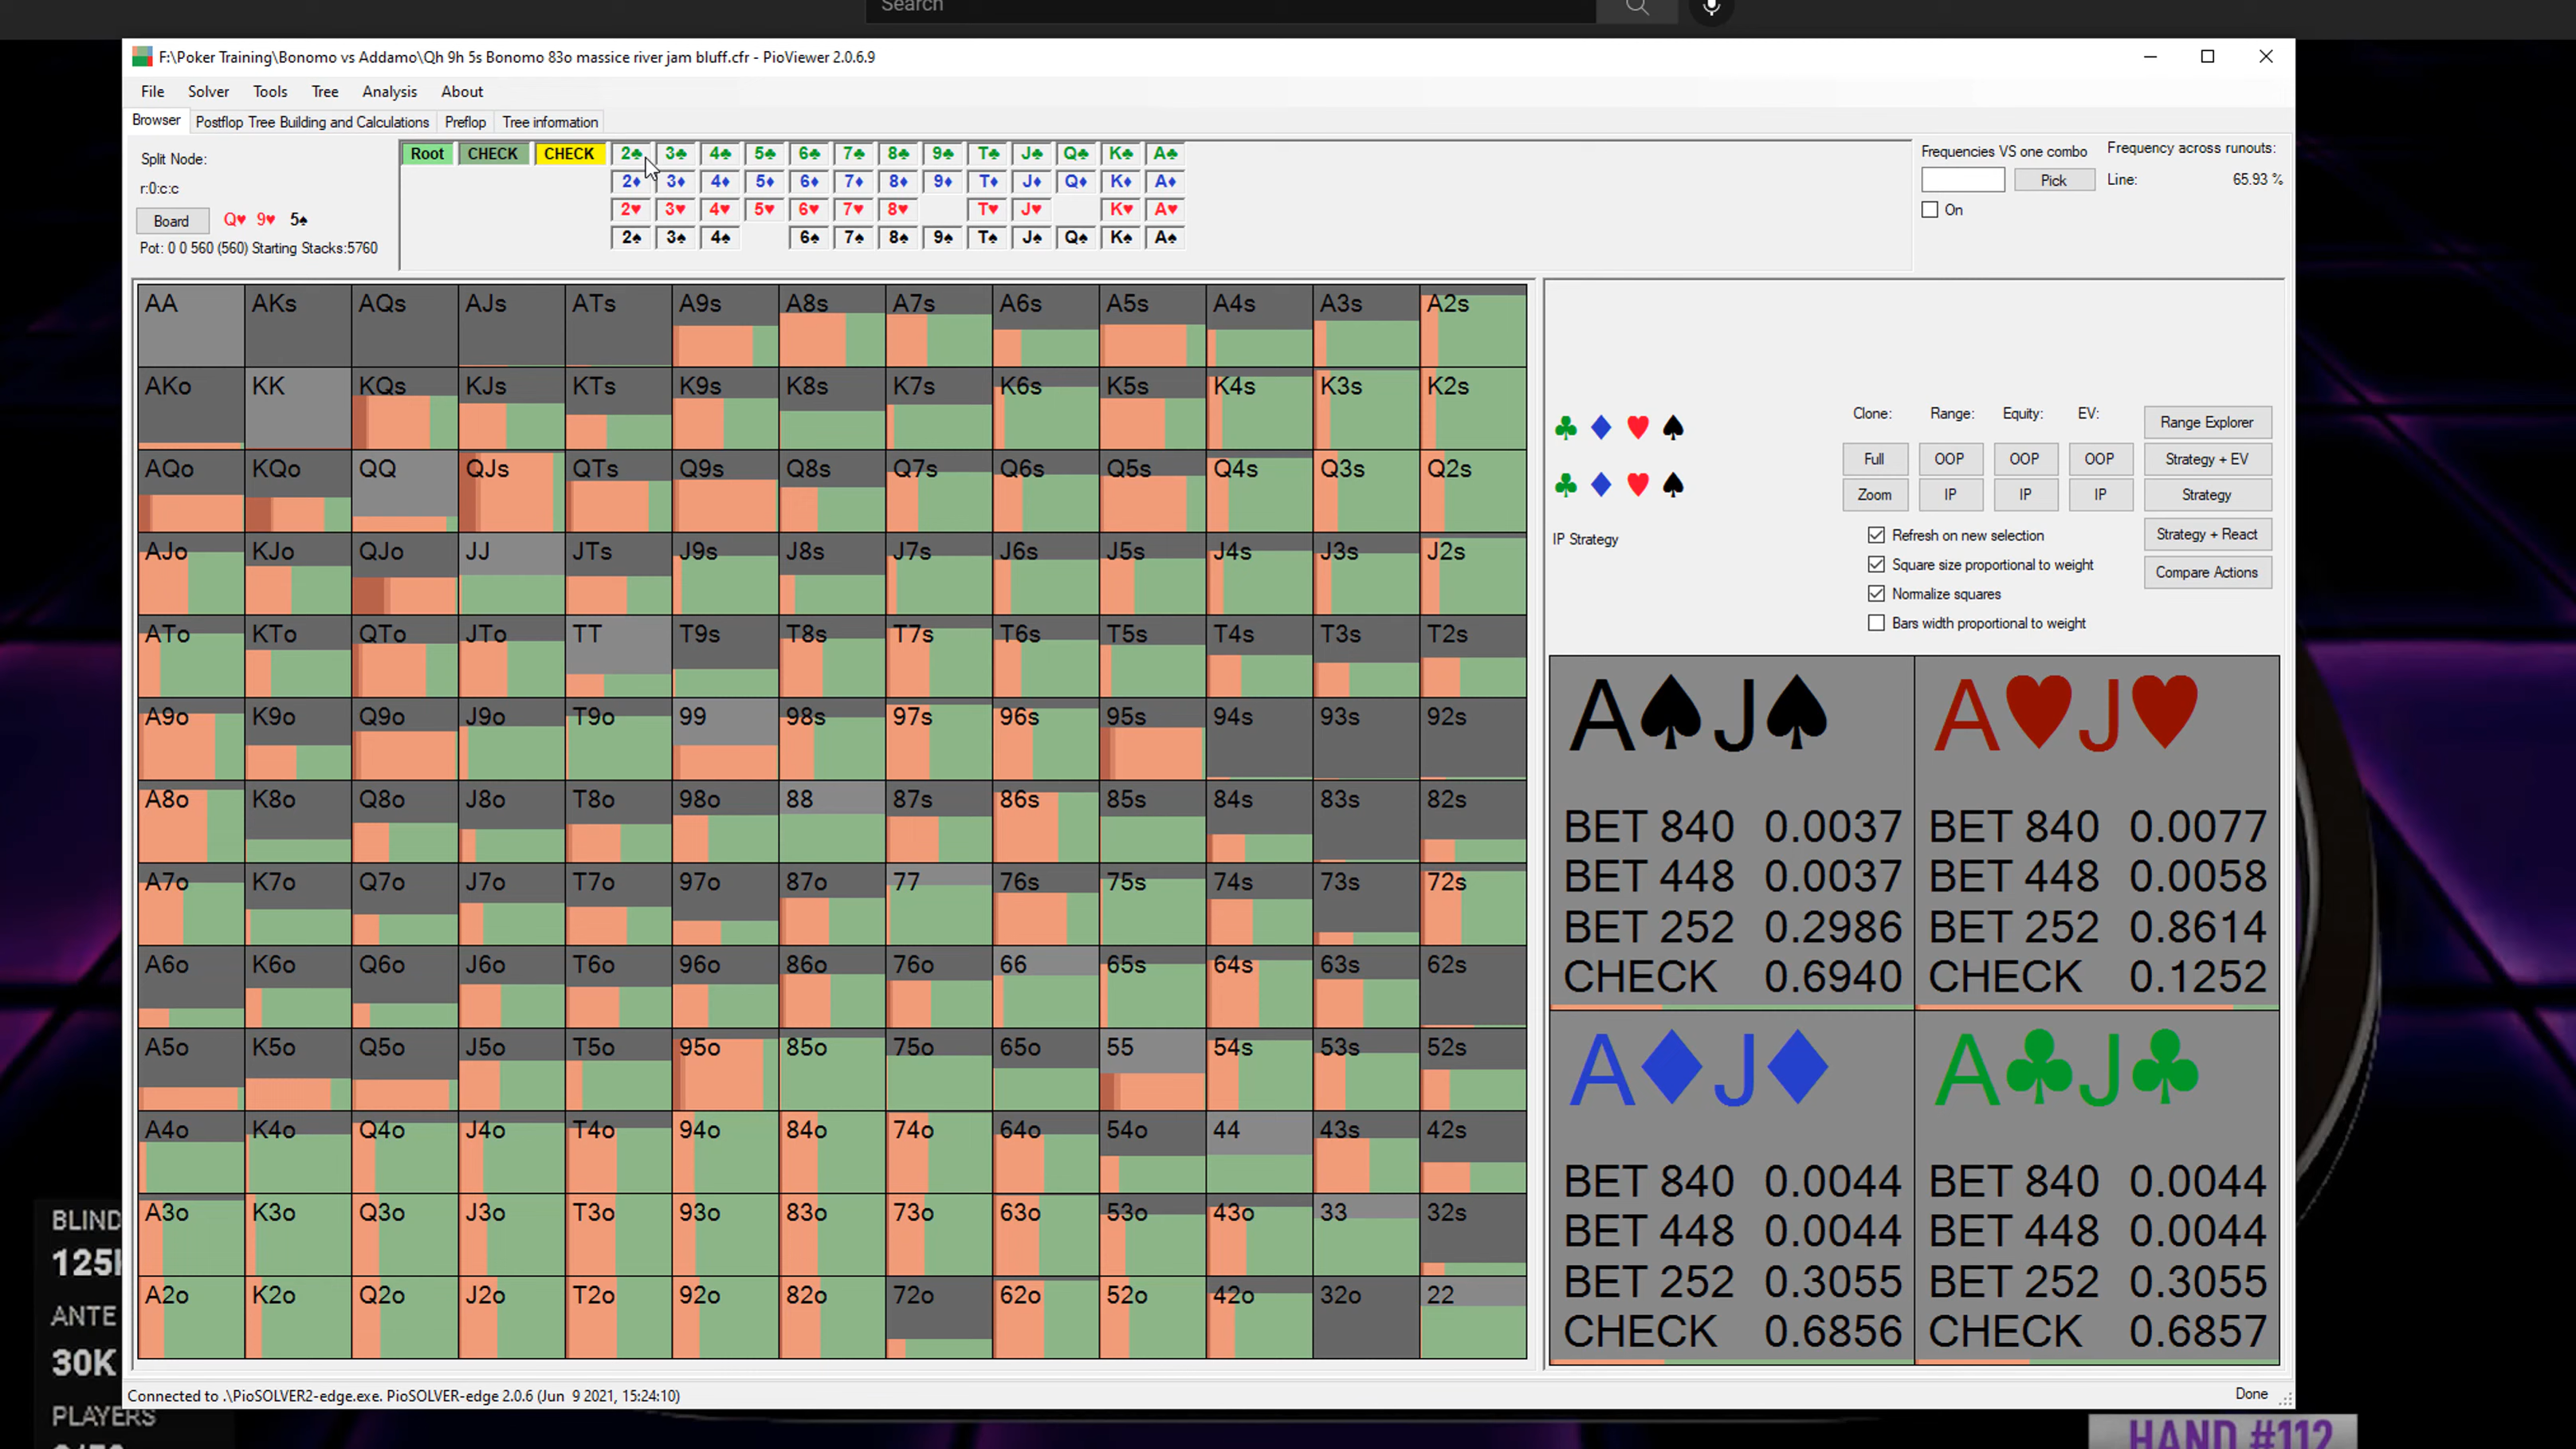 Search
F:\Poker Training\Bonomo vs Addamo\Qh 9h 5s Bonomo 83o massice river jam bluff.cfr - PioViewer 2.0.6.9
File Solver Tools Tree Analysis About
Browser Postflop Tree Building and Calculations Preflop Tree information
Split Node:
r:0:c:c
Board Q♥ 9♥ 5♠
Pot: 0 0 560 (560) Starting Stacks:5760
Root CHECK CHECK 2♣ 3♣ 4♣ 5♣ 6♣ 7♣ 8♣ 9♣ T♣ J♣ Q♣ K♣ A♣
2♦ 3♦ 4♦ 5♦ 6♦ 7♦ 8♦ 9♦ T♦ J♦ Q♦ K♦ A♦
2♥ 3♥ 4♥ 5♥ 6♥ 7♥ 8♥ T♥ J♥ K♥ A♥
2♠ 3♠ 4♠ 6♠ 7♠ 8♠ 9♠ T♠ J♠ Q♠ K♠ A♠
Frequencies VS one combo
Pick
On
Frequency across runouts:
Line: 65.93 %
AA AKs AQs AJs ATs A9s A8s A7s A6s A5s A4s A3s A2s
AKo KK KQs KJs KTs K9s K8s K7s K6s K5s K4s K3s K2s
AQo KQo QQ QJs QTs Q9s Q8s Q7s Q6s Q5s Q4s Q3s Q2s
AJo KJo QJo JJ JTs J9s J8s J7s J6s J5s J4s J3s J2s
ATo KTo QTo JTo TT T9s T8s T7s T6s T5s T4s T3s T2s
A9o K9o Q9o J9o T9o 99 98s 97s 96s 95s 94s 93s 92s
A8o K8o Q8o J8o T8o 98o 88 87s 86s 85s 84s 83s 82s
A7o K7o Q7o J7o T7o 97o 87o 77 76s 75s 74s 73s 72s
A6o K6o Q6o J6o T6o 96o 86o 76o 66 65s 64s 63s 62s
A5o K5o Q5o J5o T5o 95o 85o 75o 65o 55 54s 53s 52s
A4o K4o Q4o J4o T4o 94o 84o 74o 64o 54o 44 43s 42s
A3o K3o Q3o J3o T3o 93o 83o 73o 63o 53o 43o 33 32s
A2o K2o Q2o J2o T2o 92o 82o 72o 62o 52o 42o 32o 22
♣ ♦ ♥ ♠
♣ ♦ ♥ ♠
IP Strategy
Clone: Range: Equity: EV:
Full OOP OOP OOP
Zoom IP IP IP
Range Explorer
Strategy + EV
Strategy
Strategy + React
Compare Actions
Refresh on new selection
Square size proportional to weight
Normalize squares
Bars width proportional to weight
A♠J♠
BET 840 0.0037
BET 448 0.0037
BET 252 0.2986
CHECK 0.6940
A♥J♥
BET 840 0.0077
BET 448 0.0058
BET 252 0.8614
CHECK 0.1252
A♦J♦
BET 840 0.0044
BET 448 0.0044
BET 252 0.3055
CHECK 0.6856
A♣J♣
BET 840 0.0044
BET 448 0.0044
BET 252 0.3055
CHECK 0.6857
Connected to .\PioSOLVER2-edge.exe. PioSOLVER-edge 2.0.6 (Jun 9 2021, 15:24:10)
Done
BLIND
125
ANTE
30K
PLAYERS
HAND #112